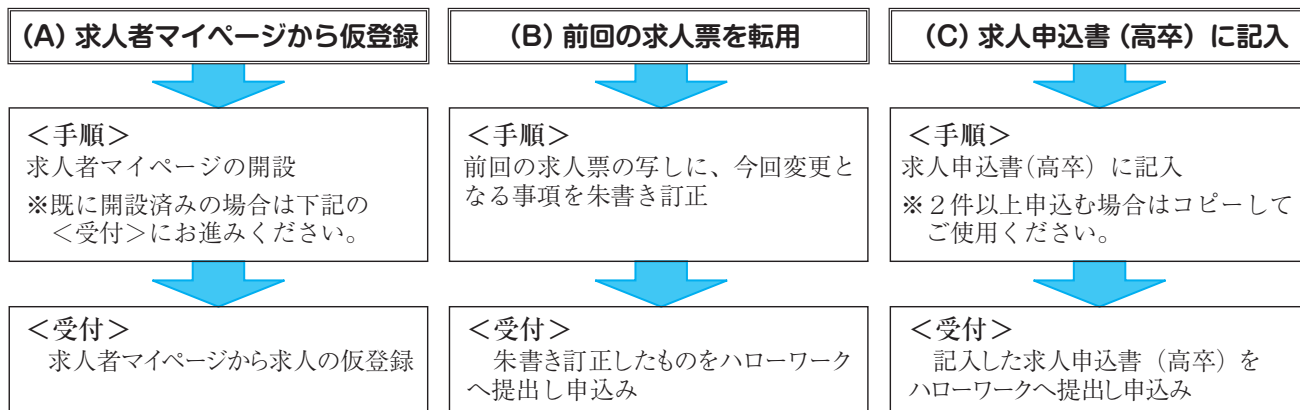 (A) 求人者マイページから仮登録
＜手順＞
求人者マイページの開設
※既に開設済みの場合は下記の
＜受付＞にお進みください。
＜受付＞
求人者マイページから求人の仮登録
(B) 前回の求人票を転用
＜手順＞
前回の求人票の写しに、今回変更と
なる事項を朱書き訂正
＜受付＞
朱書き訂正したものをハローワーク
へ提出し申込み
(C) 求人申込書 (高卒) に記入
＜手順＞
求人申込書(高卒) に記入
※２件以上申込む場合はコピーして
ご使用ください。
＜受付＞
記入した求人申込書 (高卒) を
ハローワークへ提出し申込み